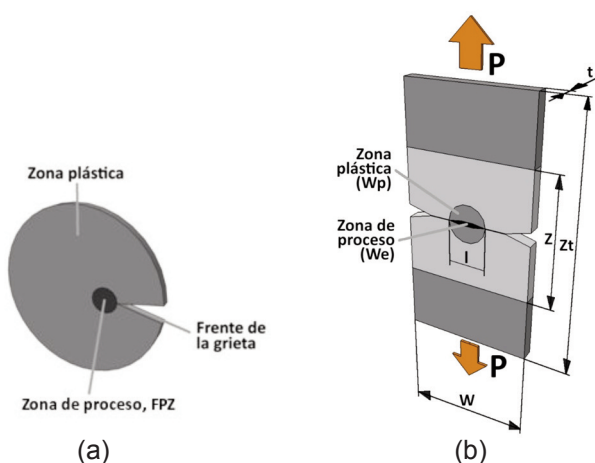 Zona plástica
Frente de
la grieta
Zona de proceso, FPZ
(a)
P
t
Zona
plástica
(Wp)
Zona de
proceso
(We)
l
Z
Zt
P
W
(b)